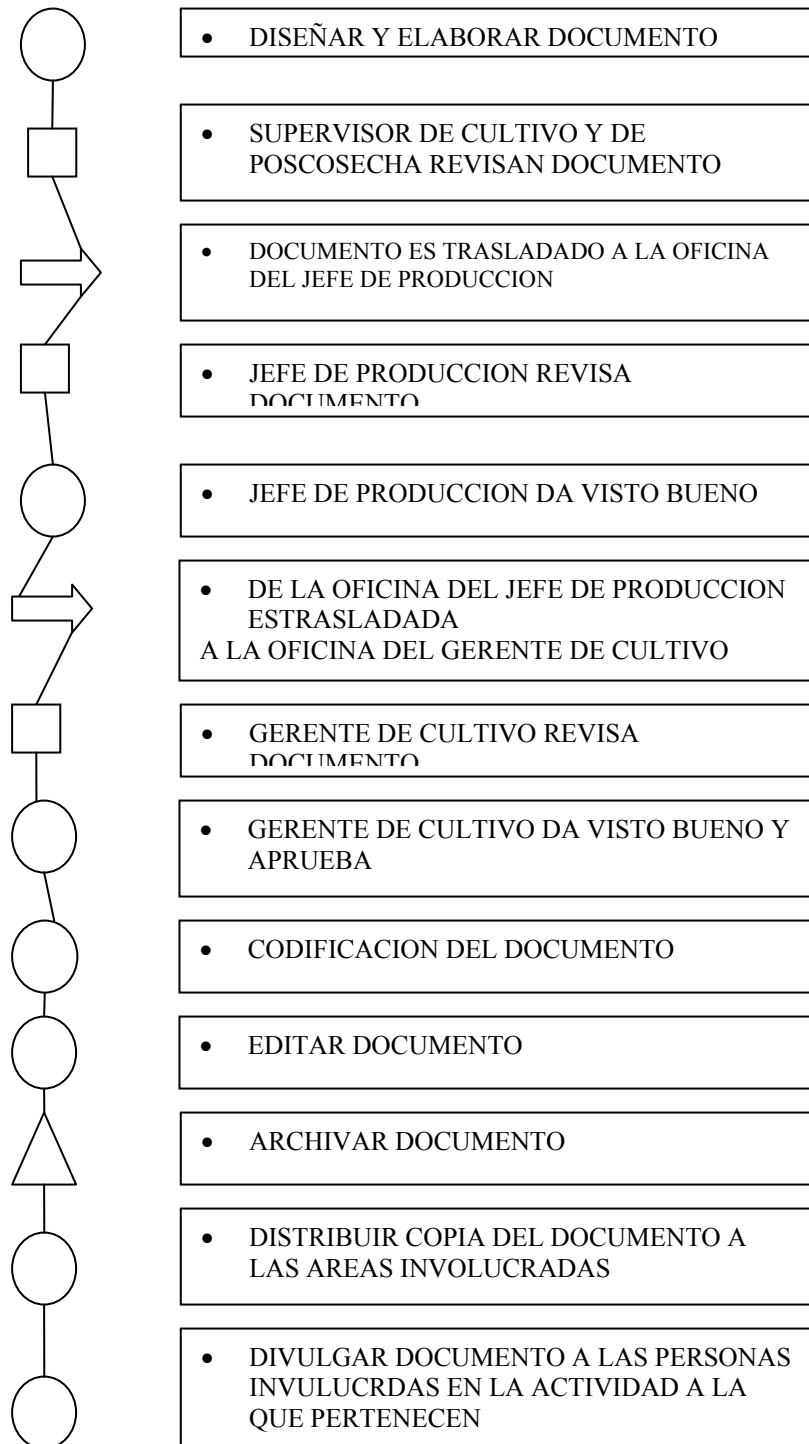 • DISEÑAR Y ELABORAR DOCUMENTO
• SUPERVISOR DE CULTIVO Y DE
POSCOSECHA REVISAN DOCUMENTO
• DOCUMENTO ES TRASLADADO A LA OFICINA
DEL JEFE DE PRODUCCION
• JEFE DE PRODUCCION REVISA
DOCUMENTO
• JEFE DE PRODUCCION DA VISTO BUENO
• DE LA OFICINA DEL JEFE DE PRODUCCION
ESTRASLADADA
A LA OFICINA DEL GERENTE DE CULTIVO
• GERENTE DE CULTIVO REVISA
DOCUMENTO
• GERENTE DE CULTIVO DA VISTO BUENO Y
APRUEBA
• CODIFICACION DEL DOCUMENTO
• EDITAR DOCUMENTO
• ARCHIVAR DOCUMENTO
• DISTRIBUIR COPIA DEL DOCUMENTO A
LAS AREAS INVOLUCRADAS
• DIVULGAR DOCUMENTO A LAS PERSONAS
INVULUCRDAS EN LA ACTIVIDAD A LA
QUE PERTENECEN